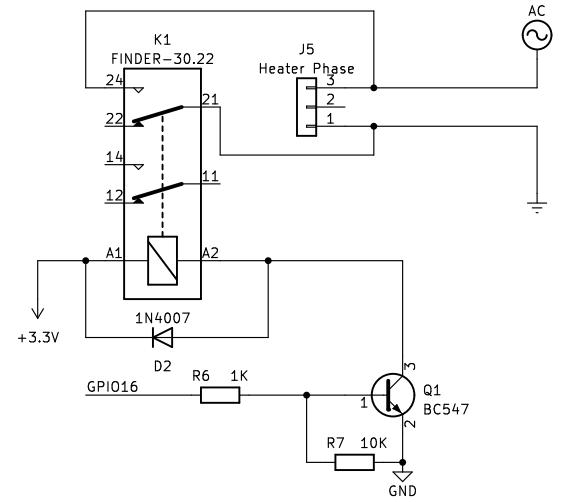 AC
K1
FINDER-30.22
J5
Heater Phase
24
3
21
2
22
1
14
11
12
A1
A2
+3.3V
1N4007
D2
3
GPIO16
R6 1K
Q1
1
BC547
2
R7 10K
GND